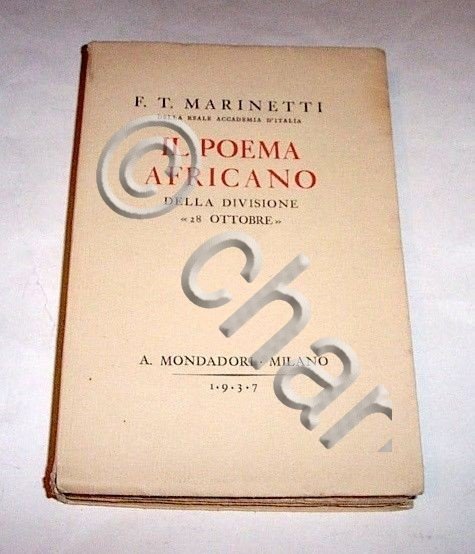 F. T. MARINETTI
DELLA REALE ACCADEMIA D'ITALIA
IL POEMA
AFRICANO
DELLA DIVISIONE
«28 OTTOBRE»
A. MONDADORI · MILANO
1·9·3·7
© char